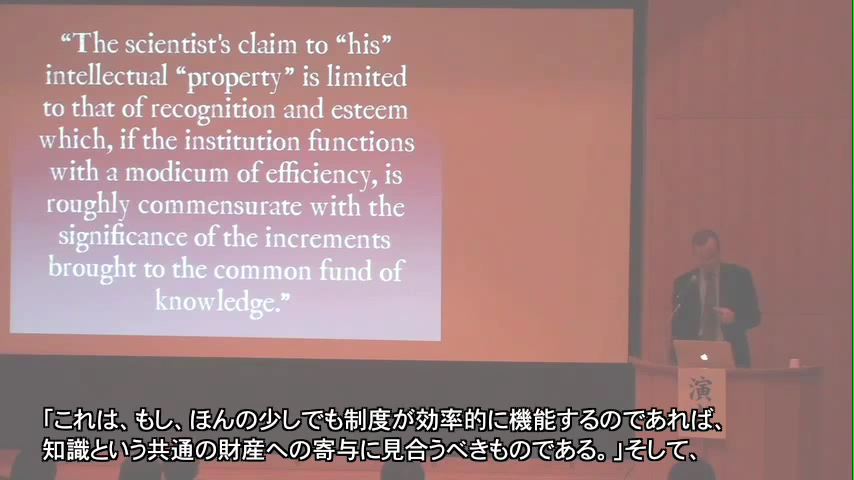 “The scientist's claim to “his”
intellectual “property” is limited
to that of recognition and esteem
which, if the institution functions
with a modicum of efficiency, is
roughly commensurate with the
significance of the increments
brought to the common fund of
knowledge.”
演
「これは、もし、ほんの少しでも制度が効率的に機能するのであれば、
知識という共通の財産への寄与に見合うべきものである。」そして、